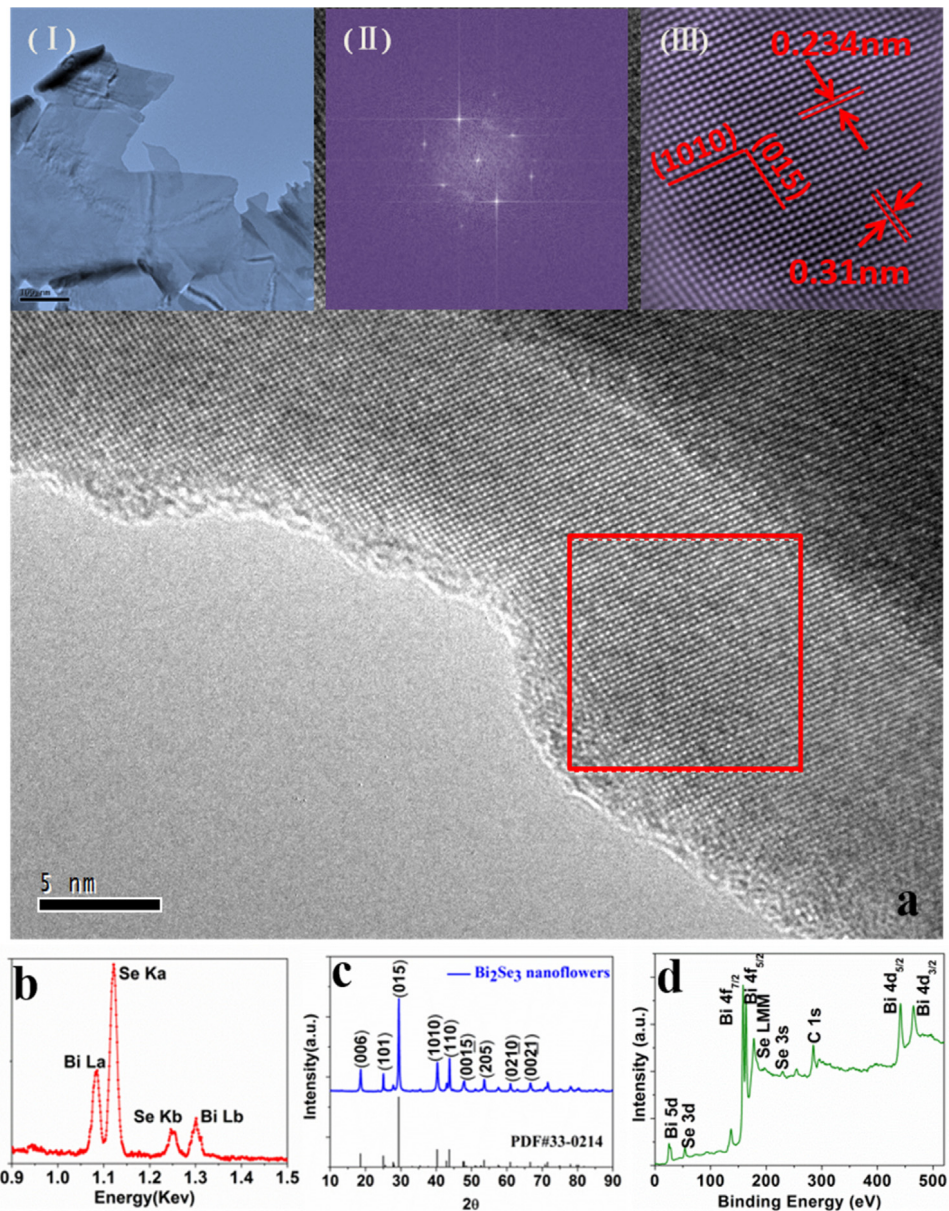 (I)
(II)
(III)
0.234nm
(1010)
(015)
0.31nm
5 nm
a
b
Se Ka
Bi La
Se Kb
Bi Lb
0.9 1.0 1.1 1.2 1.3 1.4 1.5
Energy(Kev)
c
Bi2Se3 nanoflowers
(006)
(101)
(015)
(1010)
(110)
(0015)
(205)
(0210)
(0021)
Intensity(a.u.)
PDF#33-0214
10 20 30 40 50 60 70 80 90
2θ
d
Bi 5d
Se 3d
Bi 4f7/2
Bi 4f5/2
Se LMM
Se 3s
C 1s
Bi 4d5/2
Bi 4d3/2
Intensity (a.u.)
0 100 200 300 400 500
Binding Energy (eV)